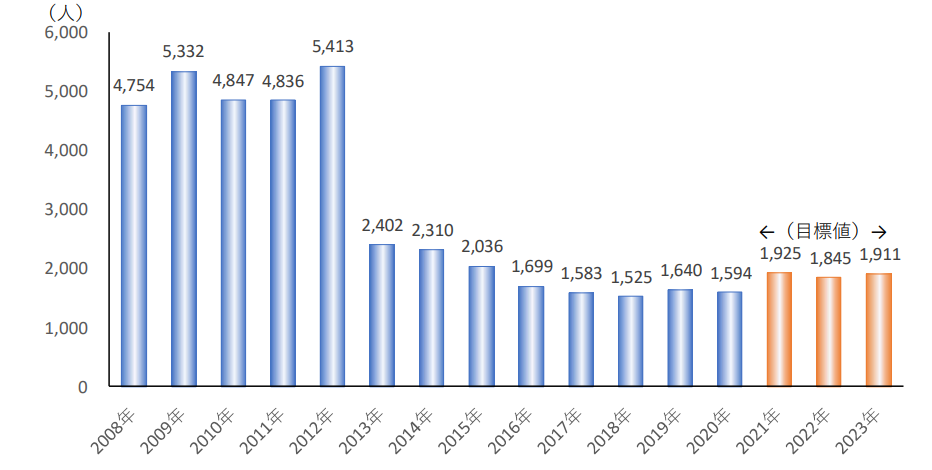 （人）
6,000
5,000
4,000
3,000
2,000
1,000
0
4,754
5,332
4,847
4,836
5,413
2,402
2,310
2,036
1,699
1,583
1,525
1,640
1,594
←（目標値）→
1,925
1,845
1,911
2008年
2009年
2010年
2011年
2012年
2013年
2014年
2015年
2016年
2017年
2018年
2019年
2020年
2021年
2022年
2023年